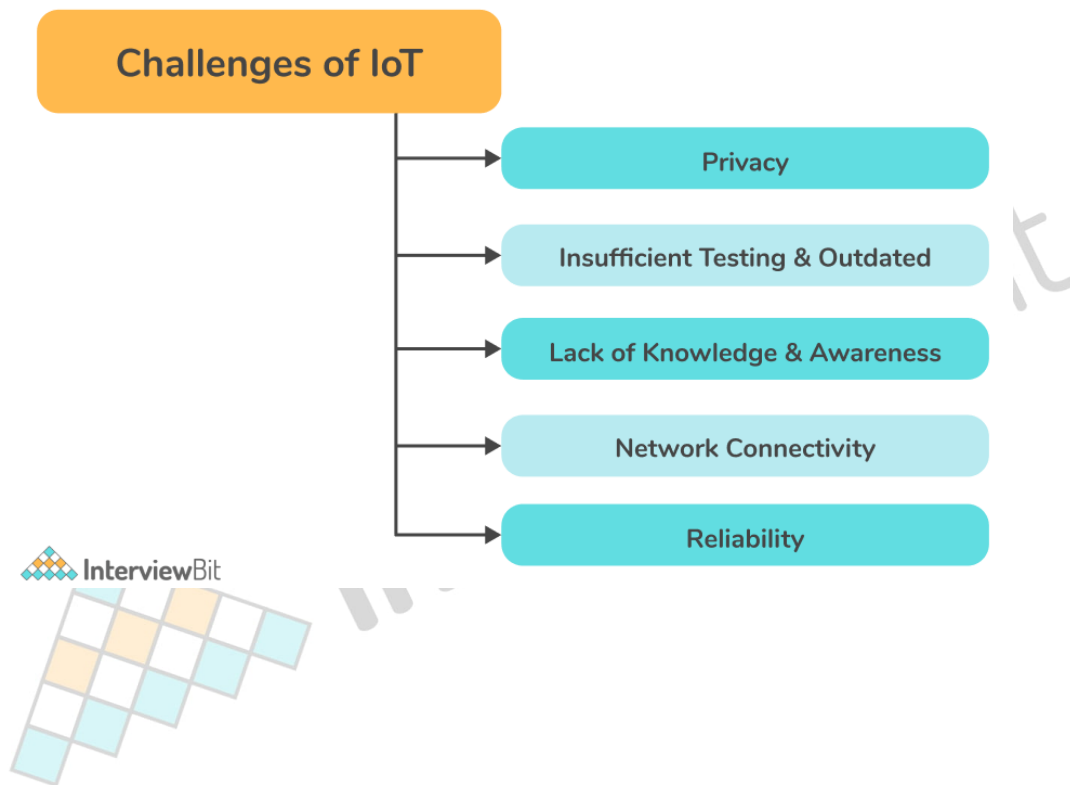 Challenges of IoT
Privacy
Insufficient Testing & Outdated
Lack of Knowledge & Awareness
Network Connectivity
Reliability
InterviewBit